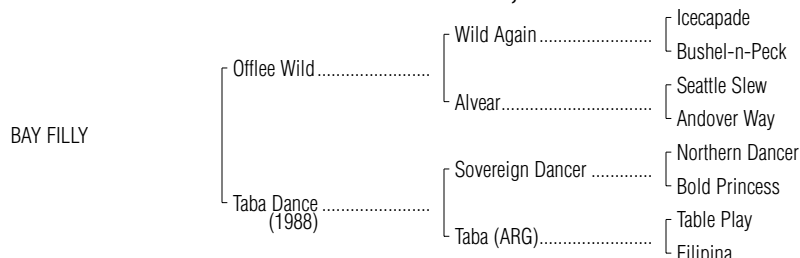 Icecapade
Wild Again
Bushel-n-Peck
Offlee Wild
Seattle Slew
Alvear
Andover Way
BAY FILLY
Northern Dancer
Sovereign Dancer
Bold Princess
Taba Dance
(1988)
Table Play
Taba (ARG)
Filipina